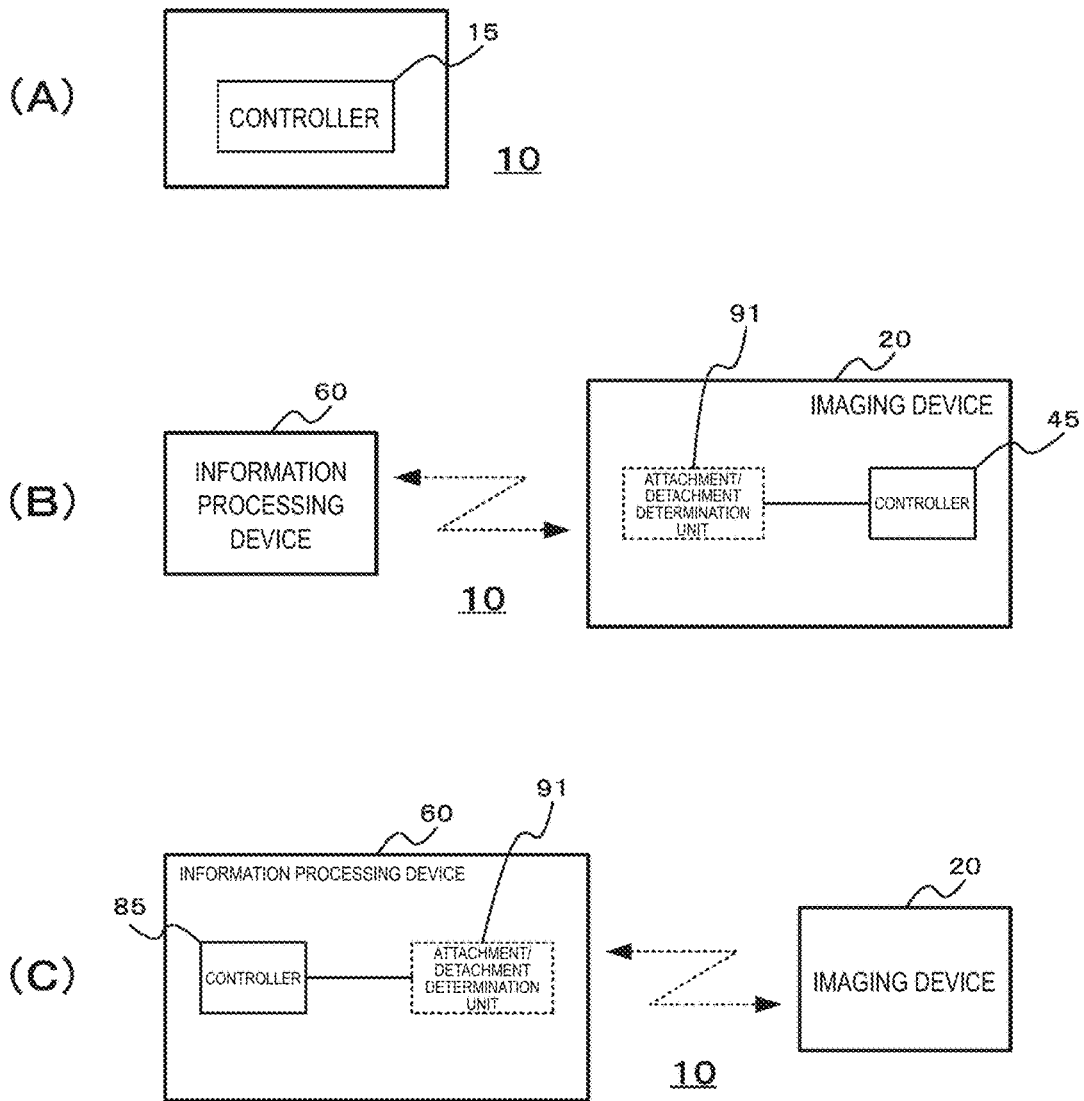 15
(A)
CONTROLLER
10
91
20
60
IMAGING DEVICE
45
(B)
INFORMATION
PROCESSING
DEVICE
ATTACHMENT/
DETACHMENT
DETERMINATION
UNIT
CONTROLLER
10
91
60
INFORMATION PROCESSING DEVICE
20
85
(C)
CONTROLLER
ATTACHMENT/
DETACHMENT
DETERMINATION
UNIT
IMAGING DEVICE
10